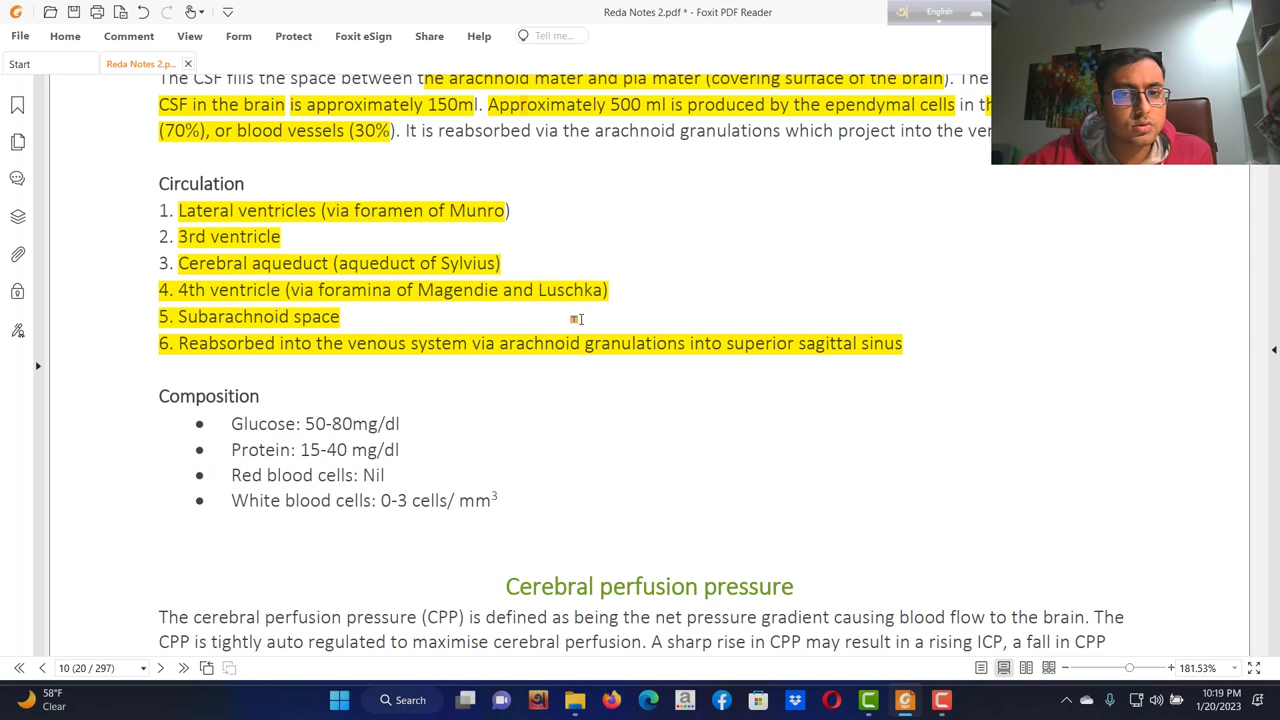 Reda Notes 2.pdf * - Foxit PDF Reader
English
File Home Comment View Form Protect Foxit eSign Share Help Tell me...
Start Reda Notes 2.p...
The CSF fills the space between the arachnoid mater and pia mater (covering surface of the brain). The
CSF in the brain is approximately 150ml. Approximately 500 ml is produced by the ependymal cells in
(70%), or blood vessels (30%). It is reabsorbed via the arachnoid granulations which project into the
Circulation
1. Lateral ventricles (via foramen of Munro)
2. 3rd ventricle
3. Cerebral aqueduct (aqueduct of Sylvius)
4. 4th ventricle (via foramina of Magendie and Luschka)
5. Subarachnoid space
6. Reabsorbed into the venous system via arachnoid granulations into superior sagittal sinus
Composition
• Glucose: 50-80mg/dl
• Protein: 15-40 mg/dl
• Red blood cells: Nil
• White blood cells: 0-3 cells/ mm³
Cerebral perfusion pressure
The cerebral perfusion pressure (CPP) is defined as being the net pressure gradient causing blood flow to the brain. The
CPP is tightly auto regulated to maximise cerebral perfusion. A sharp rise in CPP may result in a rising ICP, a fall in CPP
10 (20 / 297) 181.53%
58°F
Clear
Search
10:19 PM
1/20/2023